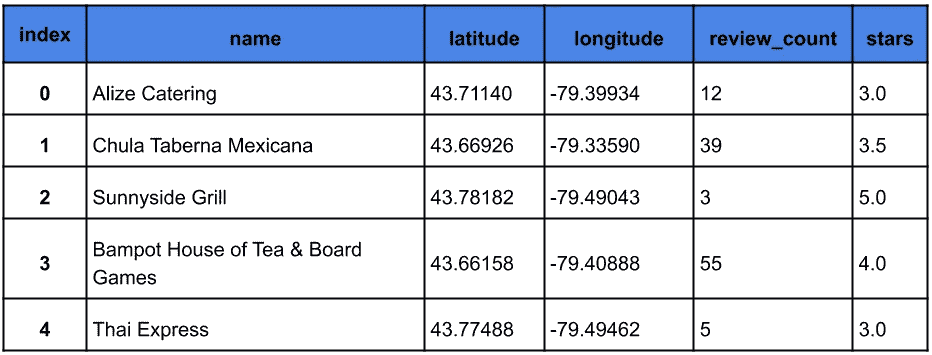 index name latitude longitude review_count stars
0 Alize Catering 43.71140 -79.39934 12 3.0
1 Chula Taberna Mexicana 43.66926 -79.33590 39 3.5
2 Sunnyside Grill 43.78182 -79.49043 3 5.0
3 Bampot House of Tea & Board Games 43.66158 -79.40888 55 4.0
4 Thai Express 43.77488 -79.49462 5 3.0